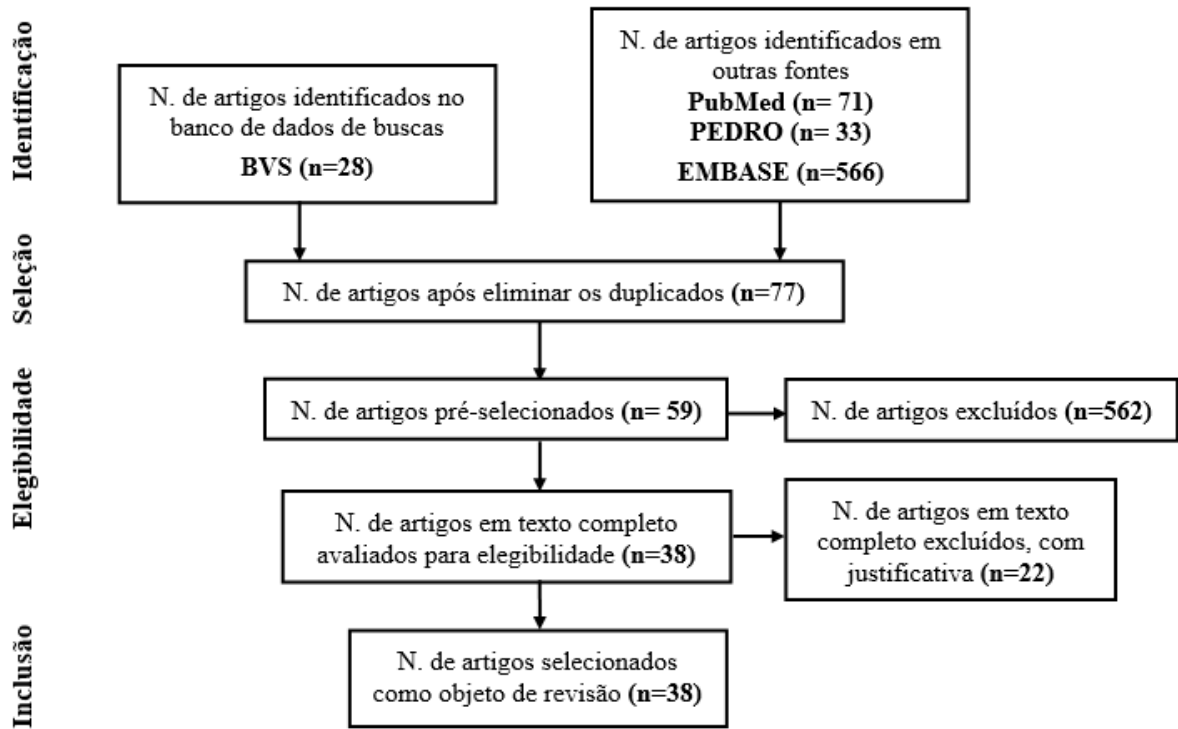 Identificação
N. de artigos identificados no
banco de dados de buscas
BVS (n=28)
N. de artigos identificados em
outras fontes
PubMed (n= 71)
PEDRO (n= 33)
EMBASE (n=566)
Seleção
N. de artigos após eliminar os duplicados (n=77)
Elegibilidade
N. de artigos pré-selecionados (n= 59)
N. de artigos excluídos (n=562)
N. de artigos em texto completo
avaliados para elegibilidade (n=38)
N. de artigos em texto
completo excluídos, com
justificativa (n=22)
Inclusão
N. de artigos selecionados
como objeto de revisão (n=38)